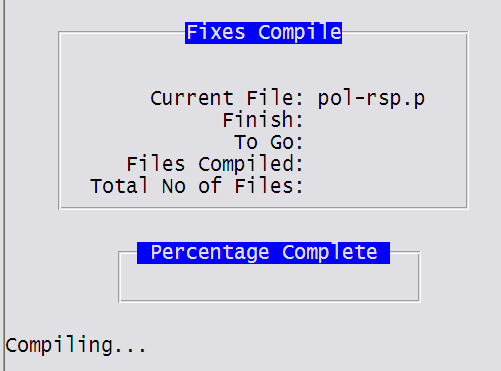 Fixes Compile
Current File: pol-rsp.p
Finish:
To Go:
Files Compiled:
Total No of Files:
Percentage Complete
Compiling...